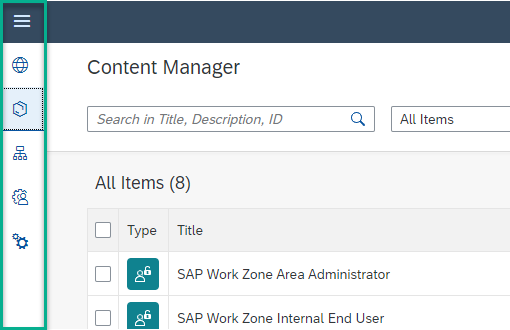 Content Manager
Search in Title, Description, ID
All Items
All Items (8)
Type Title
SAP Work Zone Area Administrator
SAP Work Zone Internal End User